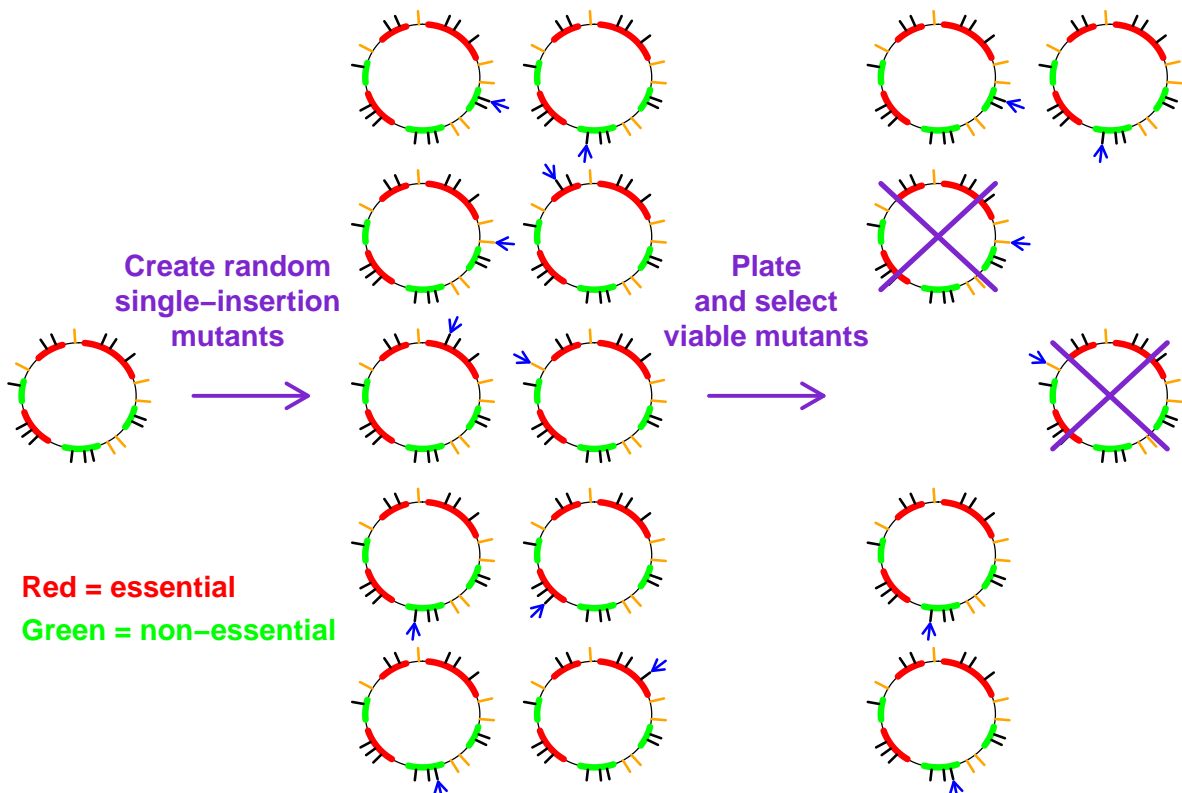 Create random
single−insertion
mutants
Plate
and select
viable mutants
Red = essential
Green = non−essential